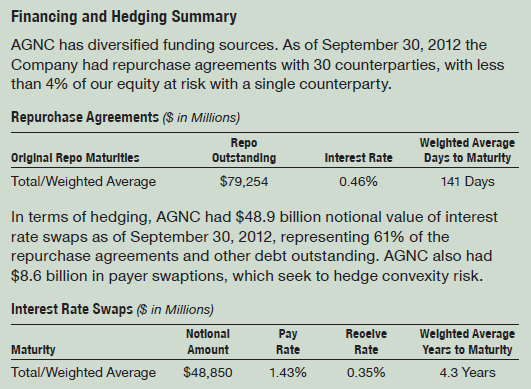 Financing and Hedging Summary
AGNC has diversified funding sources. As of September 30, 2012 the
Company had repurchase agreements with 30 counterparties, with less
than 4% of our equity at risk with a single counterparty.
Repurchase Agreements ($ in Millions)
Repo Weighted Average
Original Repo Maturities Outstanding Interest Rate Days to Maturity
Total/Weighted Average $79,254 0.46% 141 Days
In terms of hedging, AGNC had $48.9 billion notional value of interest
rate swaps as of September 30, 2012, representing 61% of the
repurchase agreements and other debt outstanding. AGNC also had
$8.6 billion in payer swaptions, which seek to hedge convexity risk.
Interest Rate Swaps ($ in Millions)
Notional Pay Receive Weighted Average
Maturity Amount Rate Rate Years to Maturity
Total/Weighted Average $48,850 1.43% 0.35% 4.3 Years